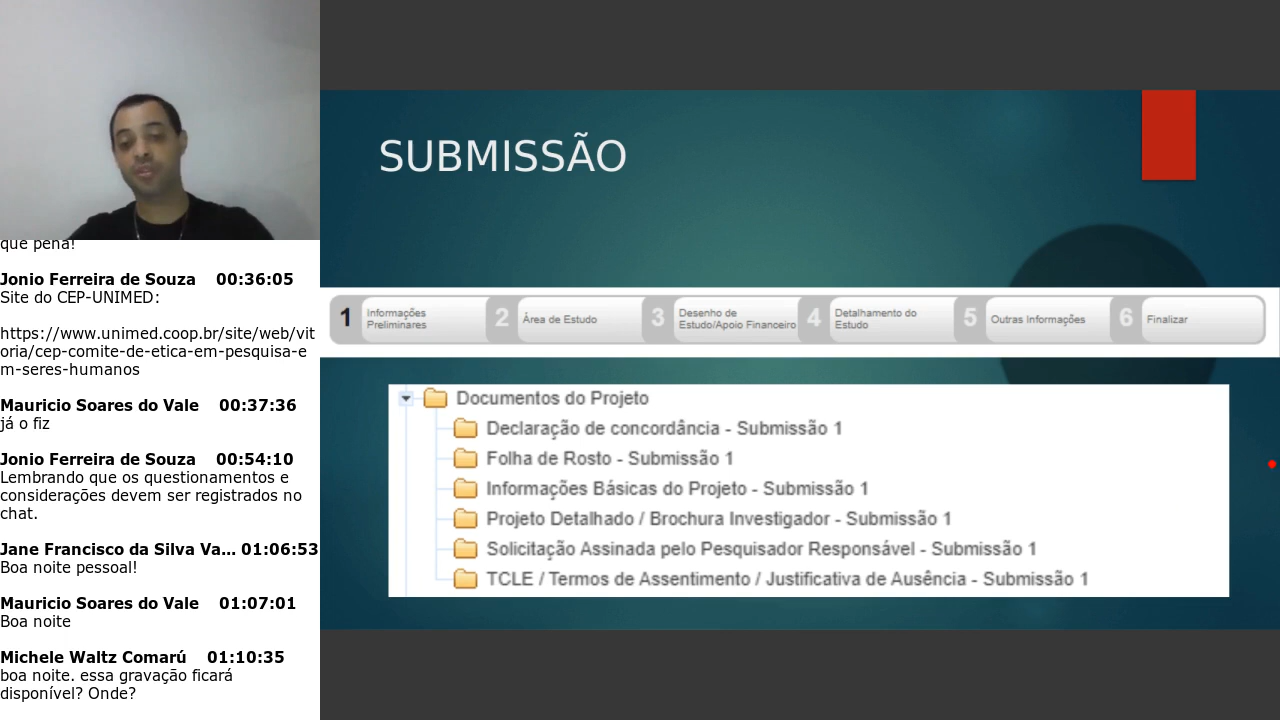 que pena!
Jonio Ferreira de Souza 00:36:05
Site do CEP-UNIMED:
https://www.unimed.coop.br/site/web/vit
oria/cep-comite-de-etica-em-pesquisa-e
m-seres-humanos
Mauricio Soares do Vale 00:37:36
já o fiz
Jonio Ferreira de Souza 00:54:10
Lembrando que os questionamentos e
considerações devem ser registrados no
chat.
Jane Francisco da Silva Va... 01:06:53
Boa noite pessoal!
Mauricio Soares do Vale 01:07:01
Boa noite
Michele Waltz Comarú 01:10:35
boa noite. essa gravação ficará
disponível? Onde?
SUBMISSÃO
1 Informações
Preliminares
2 Área de Estudo
3 Desenho de
Estudo/Apoio Financeiro
4 Detalhamento do
Estudo
5 Outras Informações
6 Finalizar
Documentos do Projeto
Declaração de concordância - Submissão 1
Folha de Rosto - Submissão 1
Informações Básicas do Projeto - Submissão 1
Projeto Detalhado / Brochura Investigador - Submissão 1
Solicitação Assinada pelo Pesquisador Responsável - Submissão 1
TCLE / Termos de Assentimento / Justificativa de Ausência - Submissão 1